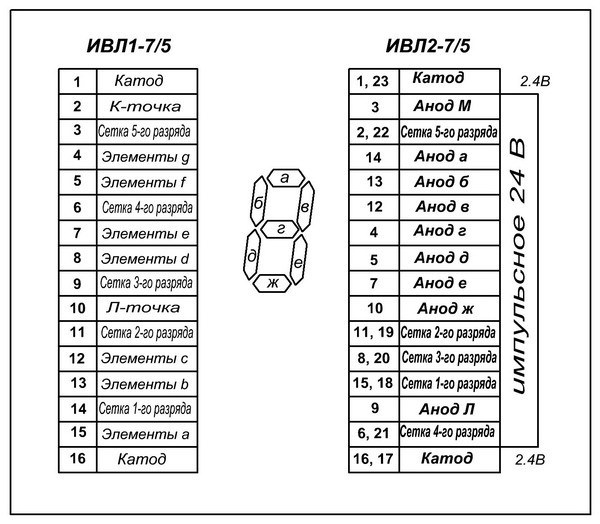 ИВЛ1-7/5
1 Катод
2 К-точка
3 Сетка 5-го разряда
4 Элементы g
5 Элементы f
6 Сетка 4-го разряда
7 Элементы e
8 Элементы d
9 Сетка 3-го разряда
10 Л-точка
11 Сетка 2-го разряда
12 Элементы c
13 Элементы b
14 Сетка 1-го разряда
15 Элементы a
16 Катод
а
б
в
г
д
е
ж
ИВЛ2-7/5
1, 23 Катод 2.4В
3 Анод М
2, 22 Сетка 5-го разряда
14 Анод а
13 Анод б
12 Анод в
4 Анод г
5 Анод д
7 Анод е
10 Анод ж
11, 19 Сетка 2-го разряда
8, 20 Сетка 3-го разряда
15, 18 Сетка 1-го разряда
9 Анод Л
6, 21 Сетка 4-го разряда
16, 17 Катод 2.4В
импульсное 24 В